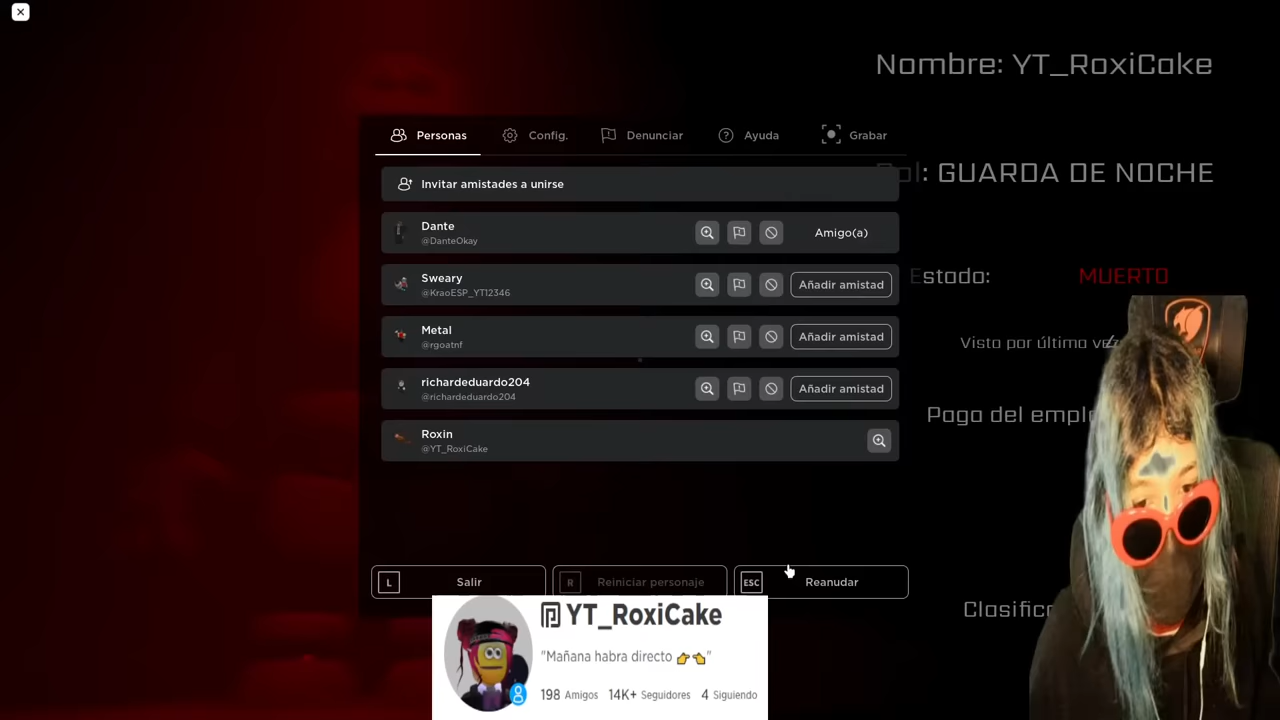 Nombre: YT_RoxiCake
Personas
Config.
Denunciar
Ayuda
Grabar
Invitar amistades a unirse
: GUARDA DE NOCHE
Dante
@DanteOkay
Amigo(a)
Sweary
@KraoESP_YT12346
Añadir amistad
Estado: MUERTO
Metal
@rgoatnf
Añadir amistad
Visto por última
richardeduardo204
@richardeduardo204
Añadir amistad
Pago del
Roxin
@YT_RoxiCake
L Salir
R Reiniciar personaje
ESC Reanudar
YT_RoxiCake
"Mañana habra directo 👉👈"
198 Amigos 14K+ Seguidores 4 Siguiendo